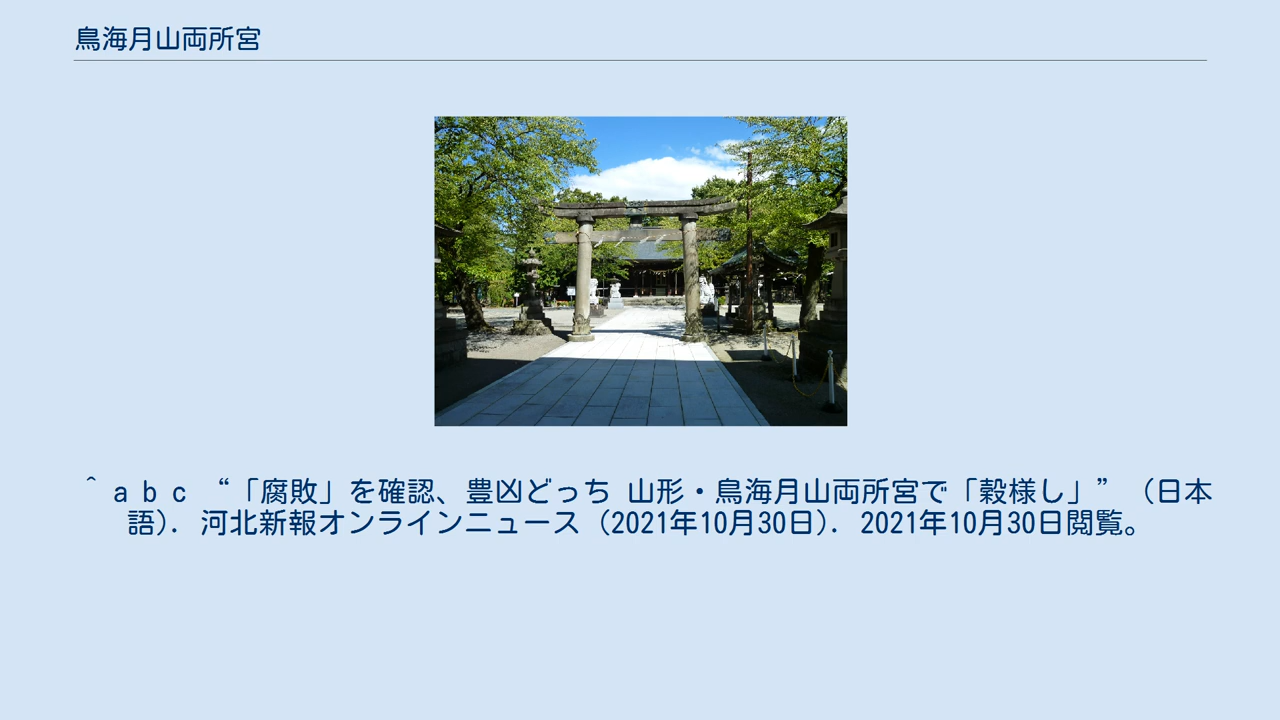 鳥海月山両所宮
^ a b c “「腐敗」を確認、豊凶どっち 山形・鳥海月山両所宮で「穀様し」” (日本
語). 河北新報オンラインニュース (2021年10月30日). 2021年10月30日閲覧。